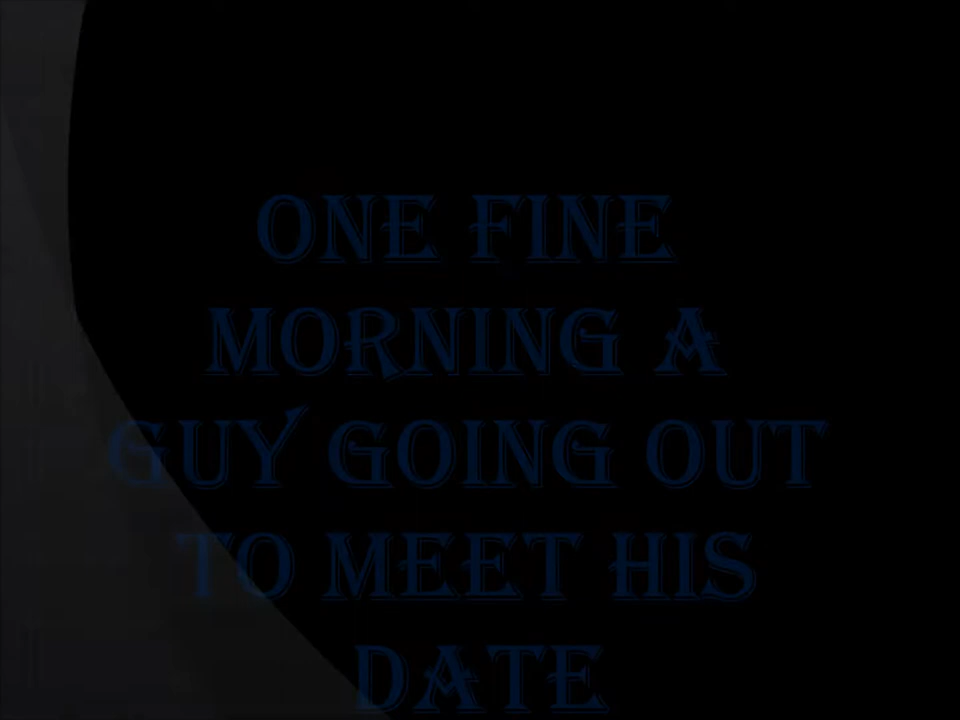 ONE FINE
MORNING A
GUY GOING OUT
TO MEET HIS
DATE